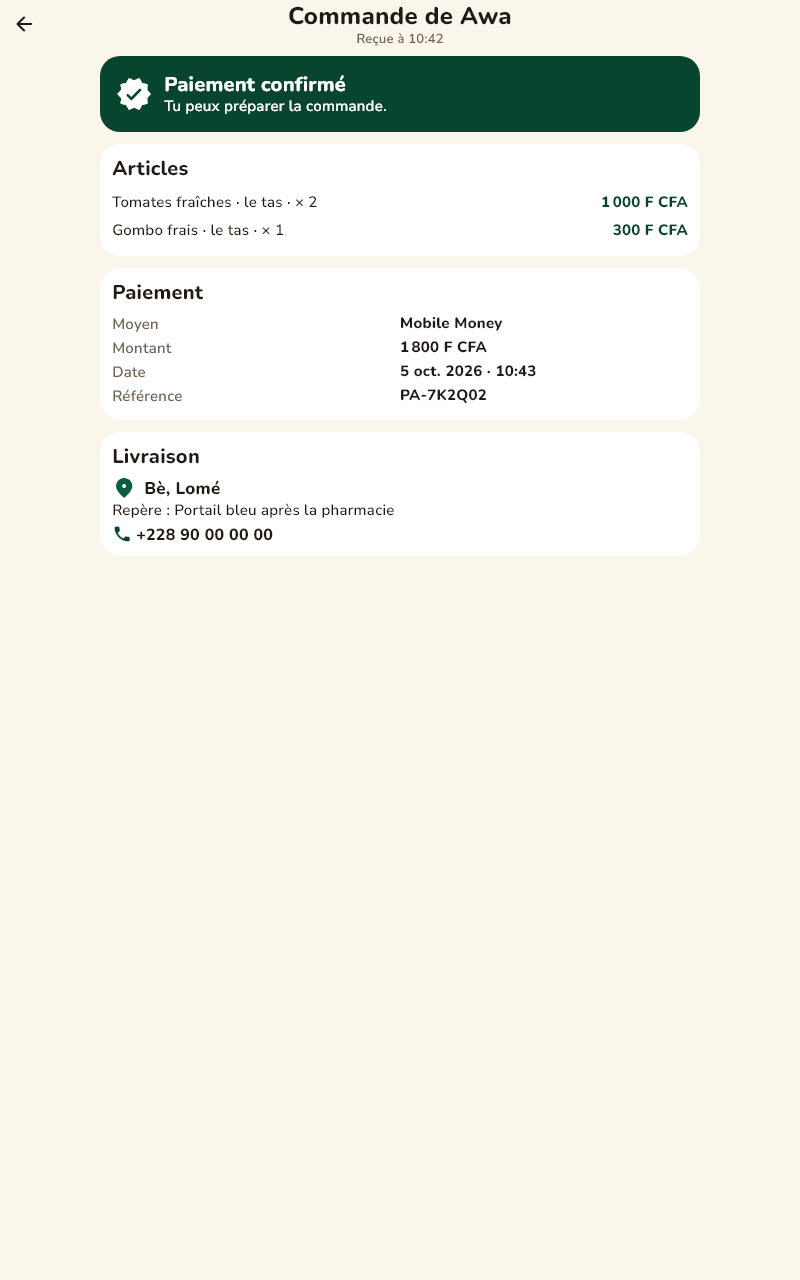 Commande de Awa
Reçue à 10:42
Paiement confirmé
Tu peux préparer la commande.
Articles
Tomates fraîches · le tas · × 2 1 000 F CFA
Gombo frais · le tas · × 1 300 F CFA
Paiement
Moyen Mobile Money
Montant 1 800 F CFA
Date 5 oct. 2026 · 10:43
Référence PA-7K2Q02
Livraison
Bè, Lomé
Repère : Portail bleu après la pharmacie
+228 90 00 00 00